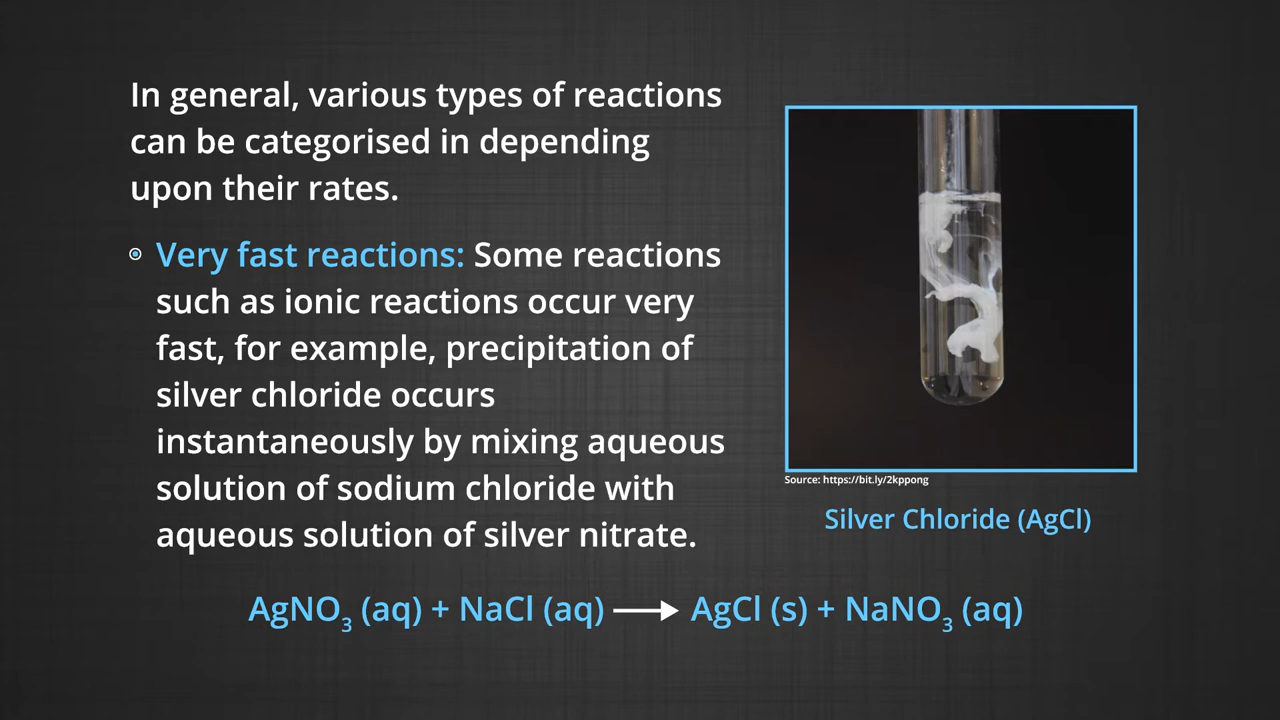 In general, various types of reactions
can be categorised in depending
upon their rates.
Very fast reactions: Some reactions
such as ionic reactions occur very
fast, for example, precipitation of
silver chloride occurs
instantaneously by mixing aqueous
solution of sodium chloride with
aqueous solution of silver nitrate.
Source: https://bit.ly/2kppong
Silver Chloride (AgCl)
AgNO₃ (aq) + NaCl (aq) ⟶ AgCl (s) + NaNO₃ (aq)